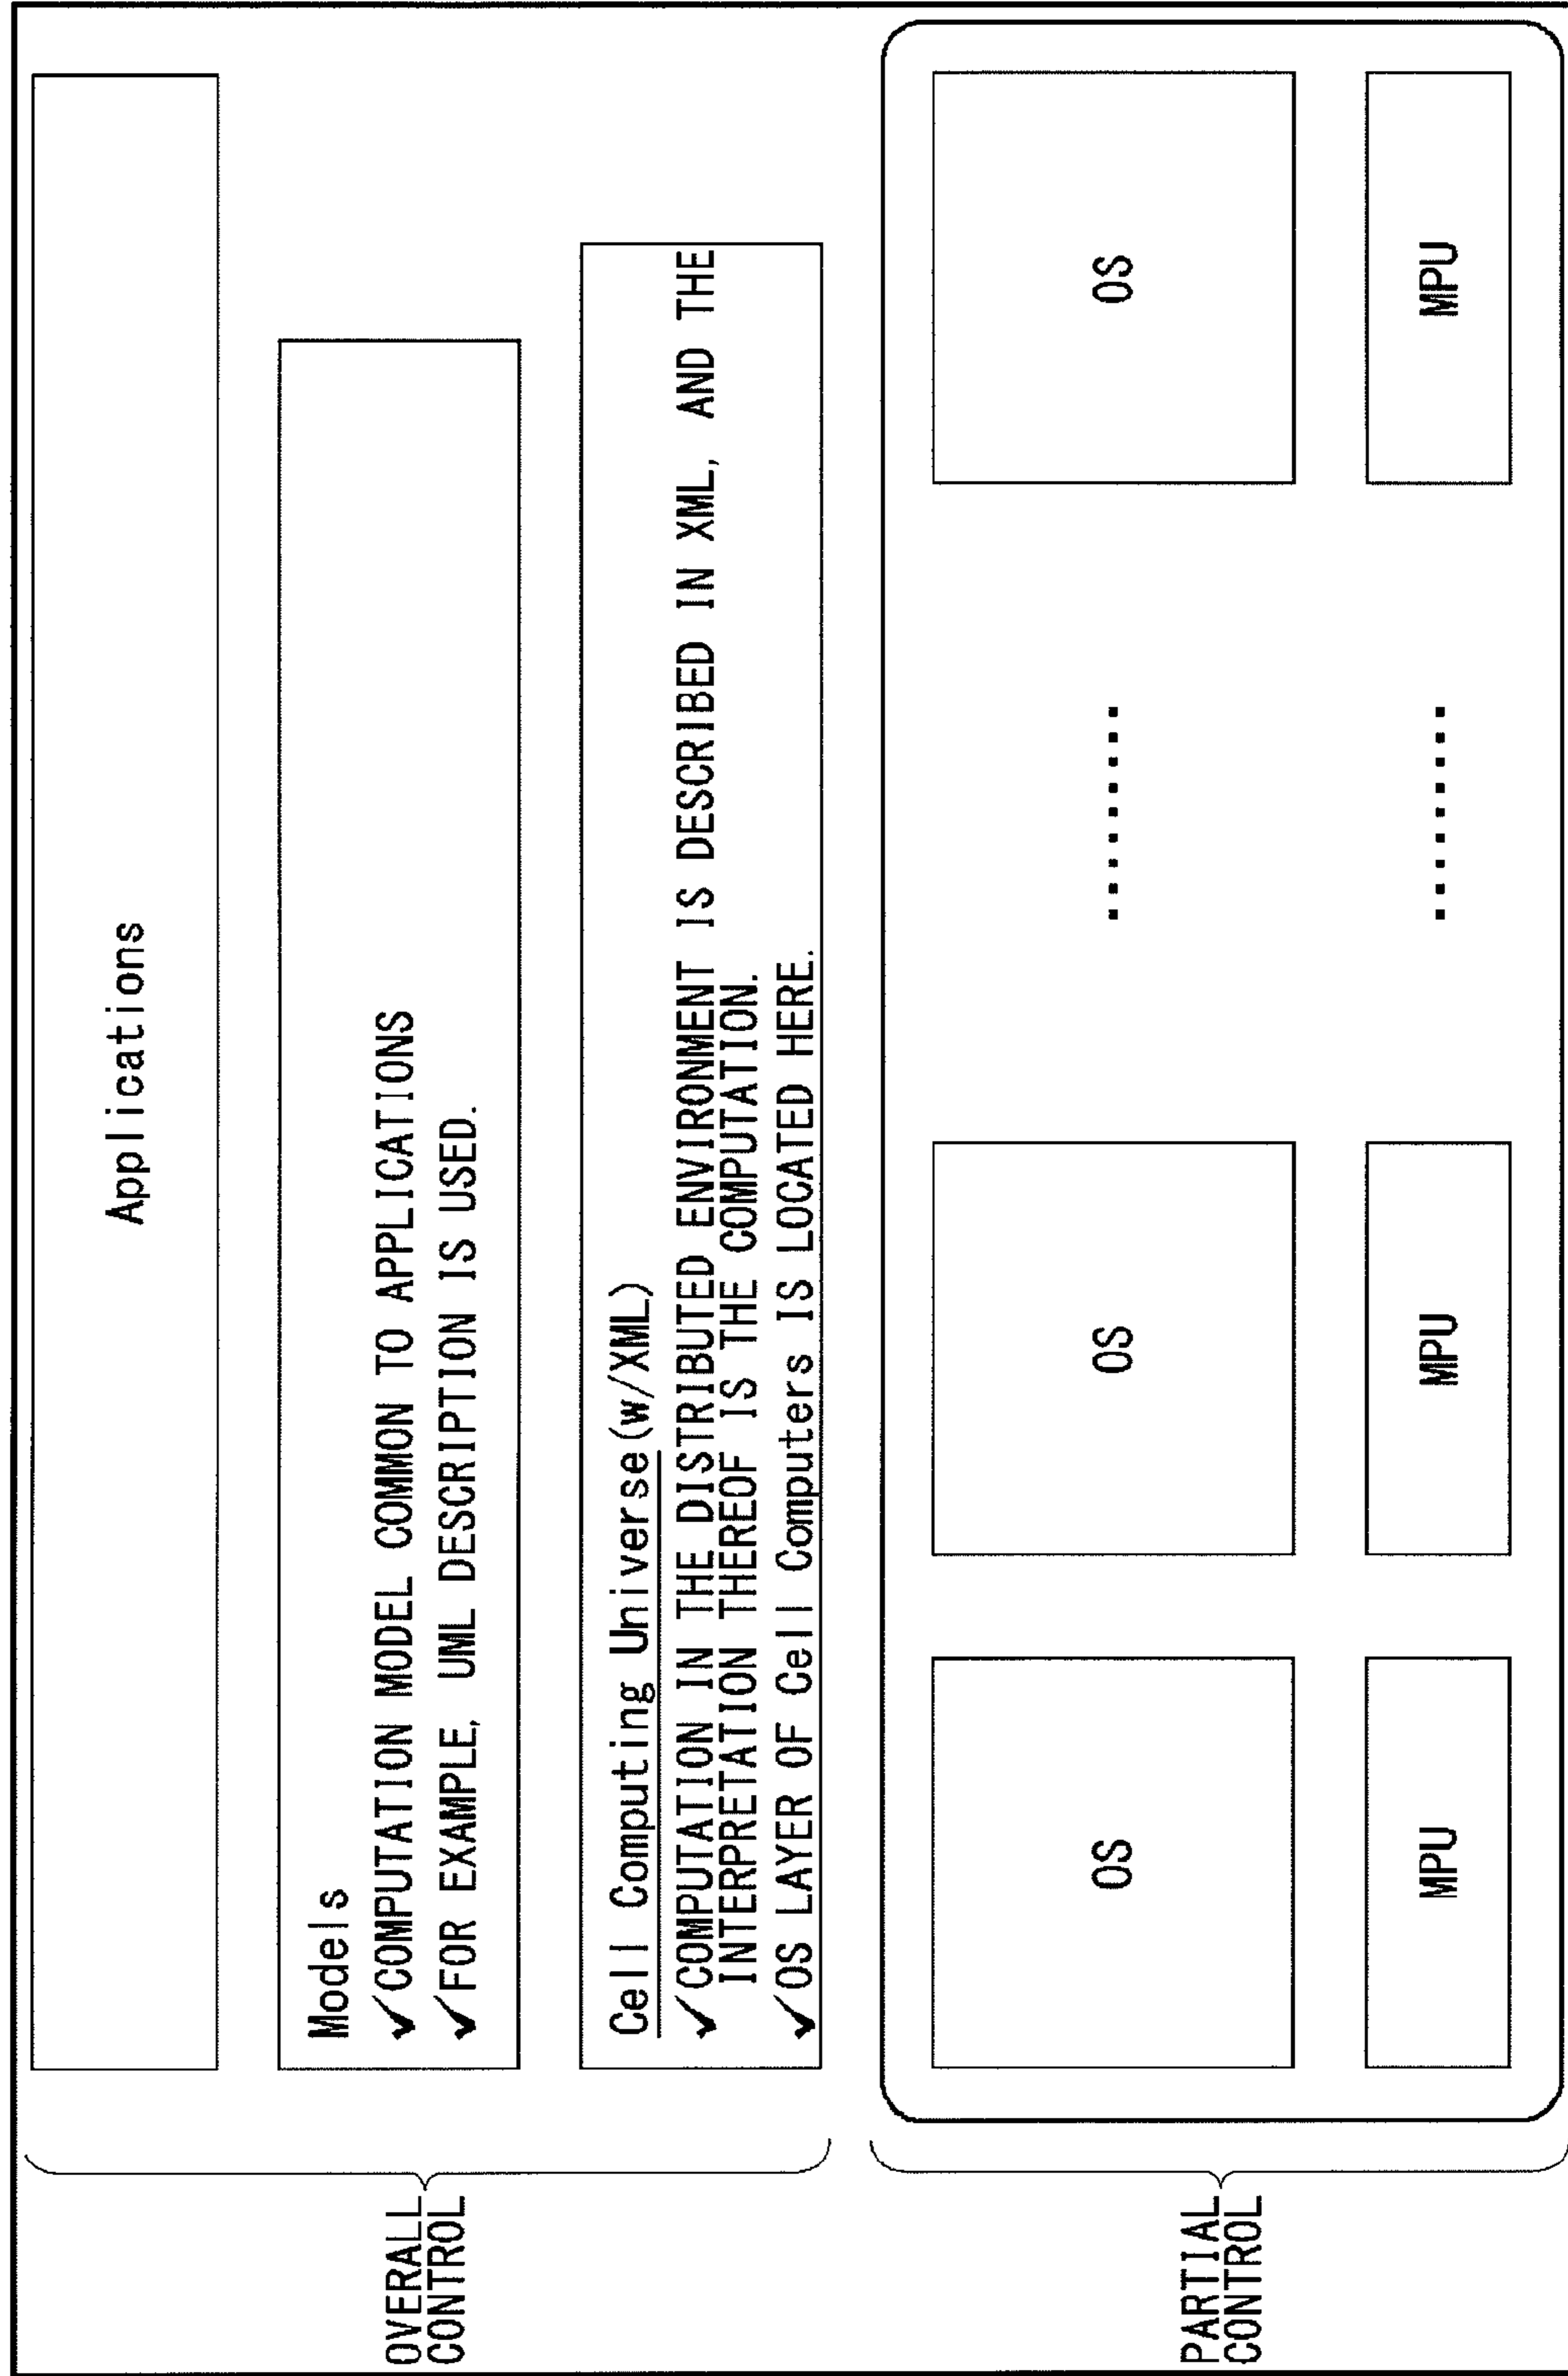 Applications
OVERALL
CONTROL
Models
✓COMPUTATION MODEL COMMON TO APPLICATIONS
✓FOR EXAMPLE, UML DESCRIPTION IS USED.
Cell Computing Universe(w/XML)
✓COMPUTATION IN THE DISTRIBUTED ENVIRONMENT IS DESCRIBED IN XML, AND THE
INTERPRETATION THEREOF IS THE COMPUTATION.
✓OS LAYER OF Cell Computers IS LOCATED HERE.
PARTIAL
CONTROL
OS
OS
........
OS
MPU
MPU
........
MPU